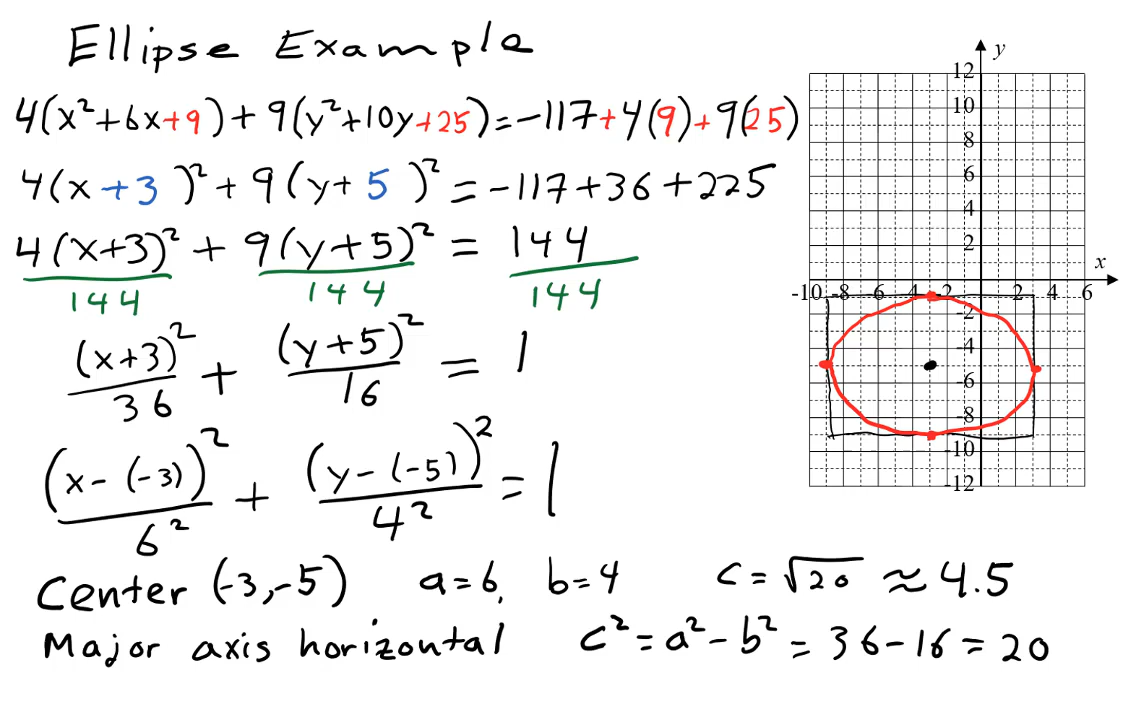 Ellipse Example
4(x²+6x+9)+9(y²+10y+25)=-117+4(9)+9(25)
4(x+3)²+9(y+5)²=-117+36+225
4(x+3)²/144 + 9(y+5)²/144 = 144/144
(x+3)²/36 + (y+5)²/16 = 1
(x-(-3))²/6² + (y-(-5))²/4² = 1
Center (-3,-5) a=6, b=4 c=√20 ≈4.5
Major axis horizontal c²=a²-b²=36-16=20
y
12
10
8
6
4
2
x
-10 -8 -6 -4 -2 2 4 6
-2
-4
-6
-8
-10
-12